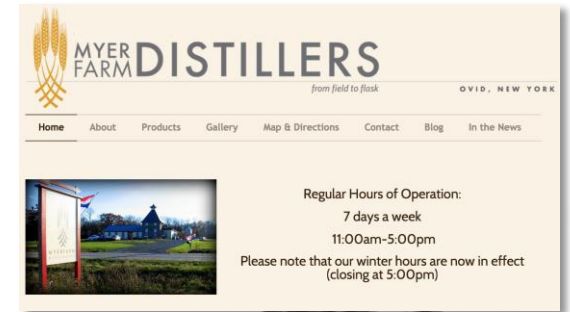 MYER
FARM DISTILLERS
from field to flask
OVID, NEW YORK
Home About Products Gallery Map & Directions Contact Blog In the News
Regular Hours of Operation:
7 days a week
11:00am-5:00pm
Please note that our winter hours are now in effect
(closing at 5:00pm)